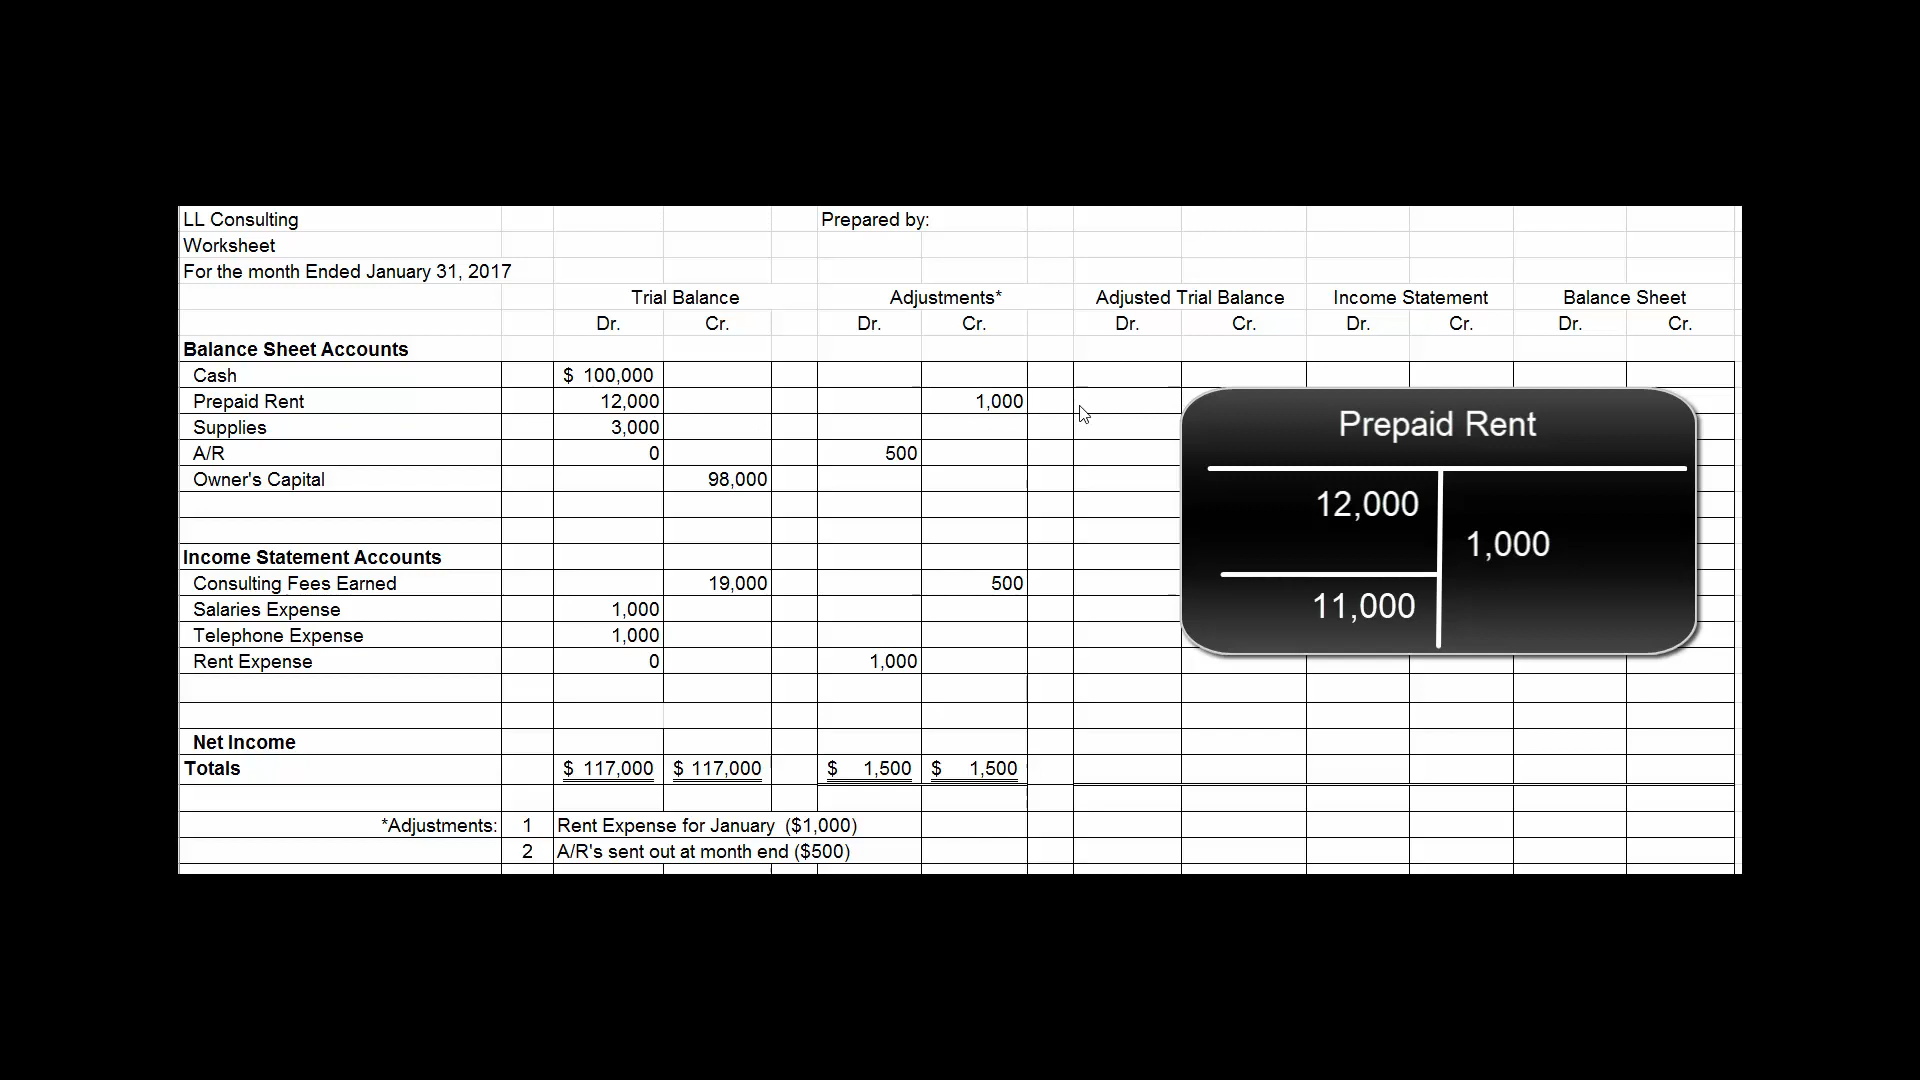 LL Consulting Prepared by:
Worksheet
For the month Ended January 31, 2017
Trial Balance Adjustments* Adjusted Trial Balance Income Statement Balance Sheet
Dr. Cr. Dr. Cr. Dr. Cr. Dr. Cr. Dr. Cr.
Balance Sheet Accounts
Cash $ 100,000
Prepaid Rent 12,000 1,000
Supplies 3,000
A/R 0 500
Owner's Capital 98,000
Income Statement Accounts
Consulting Fees Earned 19,000 500
Salaries Expense 1,000
Telephone Expense 1,000
Rent Expense 0 1,000
Net Income
Totals $ 117,000 $ 117,000 $ 1,500 $ 1,500
*Adjustments: 1 Rent Expense for January ($1,000)
2 A/R's sent out at month end ($500)
Prepaid Rent
12,000
1,000
11,000